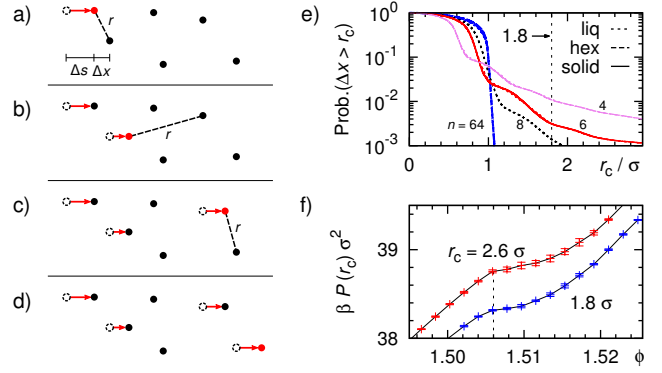 a)
r
Δs
Δx
b)
r
c)
r
d)
e)
Prob.(Δx > r_c)
10^0
10^-1
10^-2
10^-3
1.8
liq
hex
solid
n = 64
8
6
4
0
1
2
r_c / σ
f)
β P(r_c) σ^2
39
38
r_c = 2.6 σ
1.8 σ
1.50
1.51
1.52
ϕ